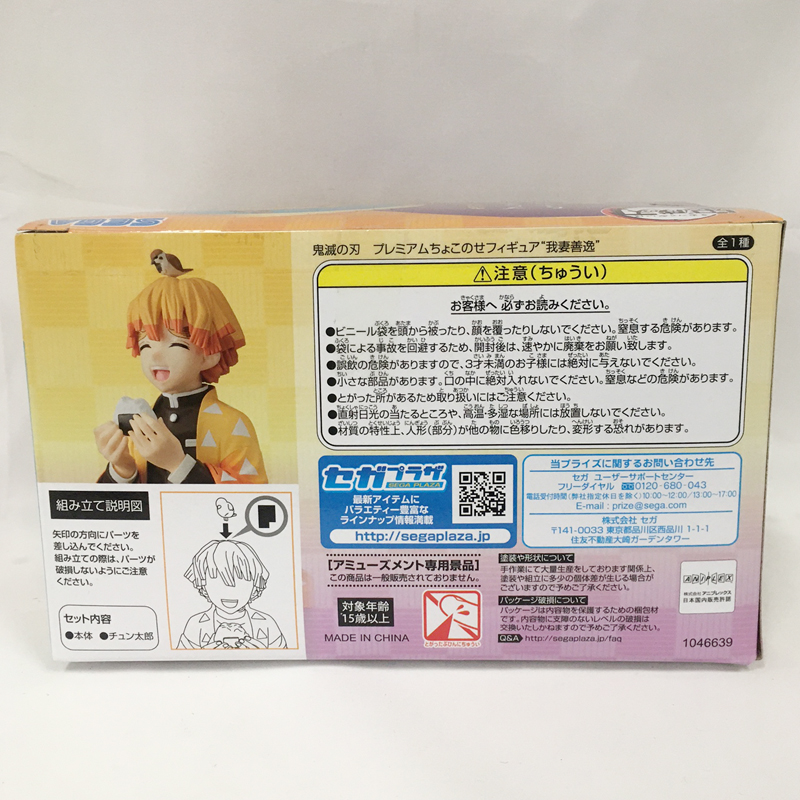 SEGA
鬼滅の刃 プレミアムちょこのせフィギュア"我妻善逸"
全1種
⚠注意(ちゅうい)
お客様へ 必ずお読みください。
●ビニール袋を頭から被ったり、顔を覆ったりしないでください。窒息する危険があります。
●袋による事故を回避するため、開封後は、速やかに廃棄をお願い致します。
●誤飲の危険がありますので、3才未満のお子様には絶対に与えないでください。
●小さな部品があります。口の中に絶対入れないでください。窒息などの危険があります。
●とがった所があるため取り扱いにはご注意ください。
●直射日光の当たるところや、高温・多湿な場所には放置しないでください。
●材質の特性上、人形(部分)が他の物に色移りしたり、変形する恐れがあります。
セガプラザ
SEGA PLAZA
最新アイテムに
バラエティー豊富な
ラインナップ情報満載
http://segaplaza.jp
当プライズに関するお問い合わせ先
セガ ユーザーサポートセンター
フリーダイヤル 0120-680-043
電話受付時間(弊社指定休日を除く)10:00~12:00/13:00~17:00
E-mail : prize@sega.com
株式会社 セガ
〒141-0033 東京都品川区西品川 1-1-1
住友不動産大崎ガーデンタワー
組み立て説明図
矢印の方向にパーツを
差し込んでください。
組み立ての際は、パーツが
破損しないようにご注意
ください。
セット内容
●本体 ●チュン太郎
[アミューズメント専用景品]
この商品は一般販売されておりません。
対象年齢
15歳以上
MADE IN CHINA
とがったぶひんにちゅうい
塗装や形状について
手作業にて大量生産をしております関係上、
塗装や組立に多少の個体差が生じる場合が
ございますので予めご了承ください。
パッケージ破損について
パッケージは内容物を保護するための梱包材です。
内容物に支障のないレベルの破損は
交換いたしかねますので予めご了承ください。
Q&A http://segaplaza.jp/faq
ANIPLEX
株式会社 アニプレックス
日本国内販売許諾
1046639